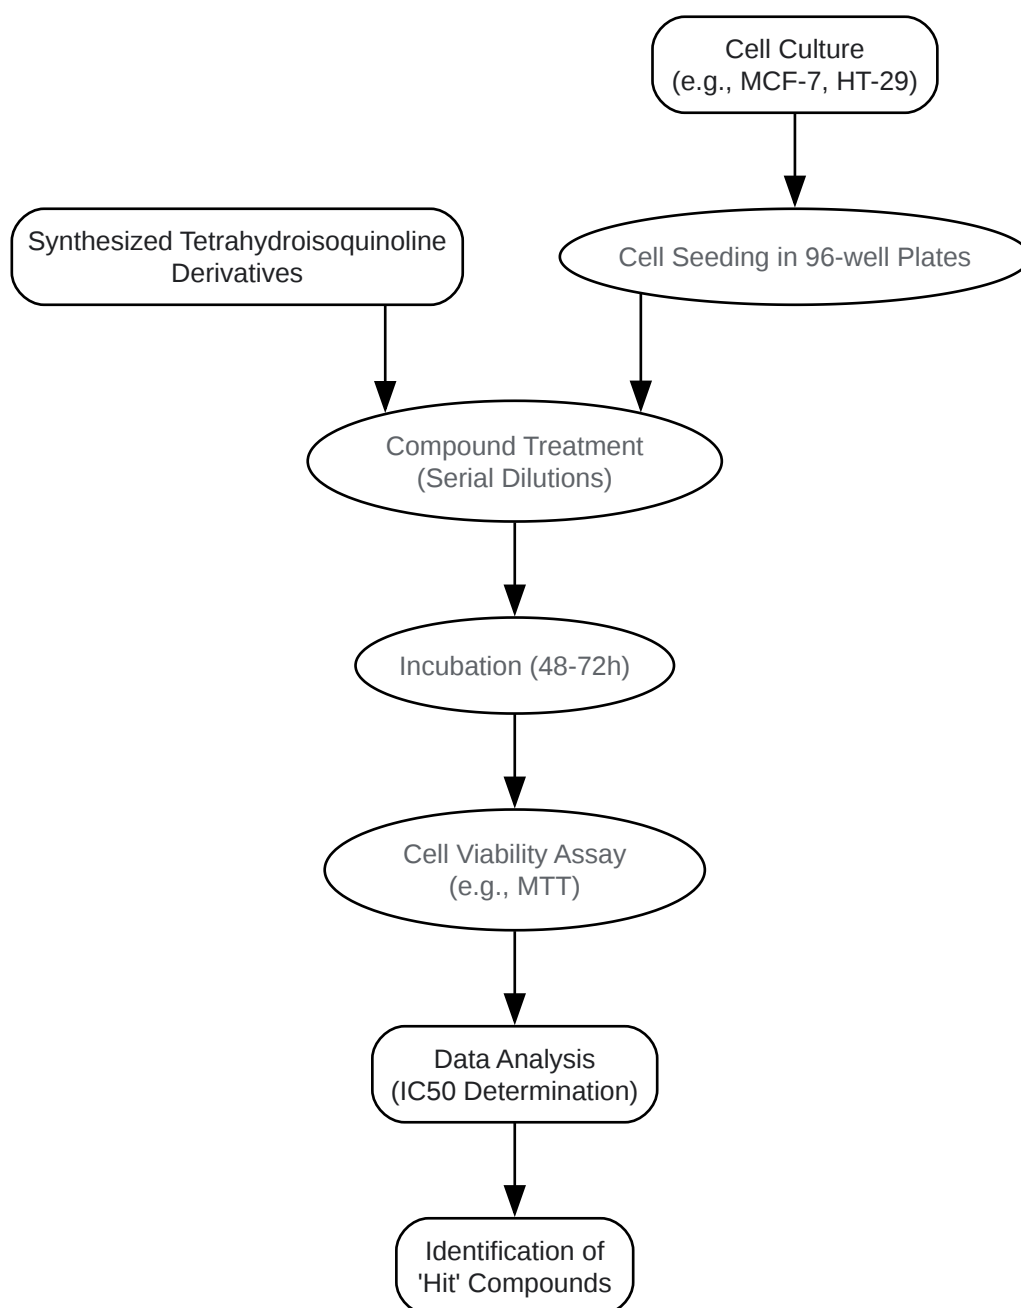 Cell Culture
(e.g., MCF-7, HT-29)
Synthesized Tetrahydroisoquinoline
Derivatives
Cell Seeding in 96-well Plates
Compound Treatment
(Serial Dilutions)
Incubation (48-72h)
Cell Viability Assay
(e.g., MTT)
Data Analysis
(IC50 Determination)
Identification of
'Hit' Compounds